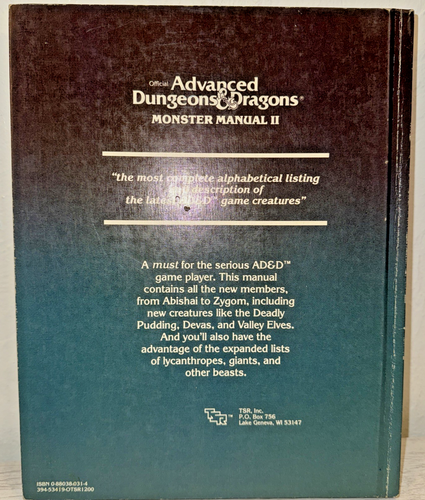 Official Advanced
Dungeons & Dragons®
MONSTER MANUAL II
"the most complete alphabetical listing
and description of
the latest AD&D™ game creatures"
A must for the serious AD&D™
game player. This manual
contains all the new members,
from Abishai to Zygom, including
new creatures like the Deadly
Pudding, Devas, and Valley Elves.
And you'll also have the
advantage of the expanded lists
of lycanthropes, giants, and
other beasts.
TSR™
TSR, Inc.
P.O. Box 756
Lake Geneva, WI 53147
ISBN 0-88038-031-4
394-53419-0TSR1200